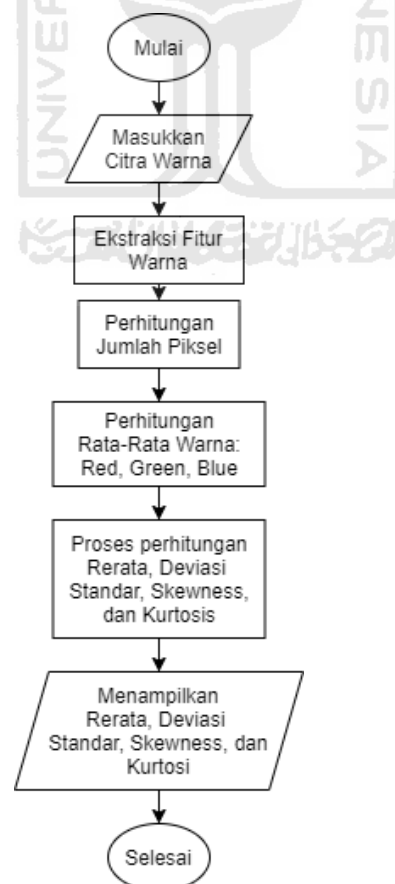 Mulai
Masukkan
Citra Warna
Ekstraksi Fitur
Warna
Perhitungan
Jumlah Piksel
Perhitungan
Rata-Rata Warna:
Red, Green, Blue
Proses perhitungan
Rerata, Deviasi
Standar, Skewness,
dan Kurtosis
Menampilkan
Rerata, Deviasi
Standar, Skewness, dan
Kurtosi
Selesai